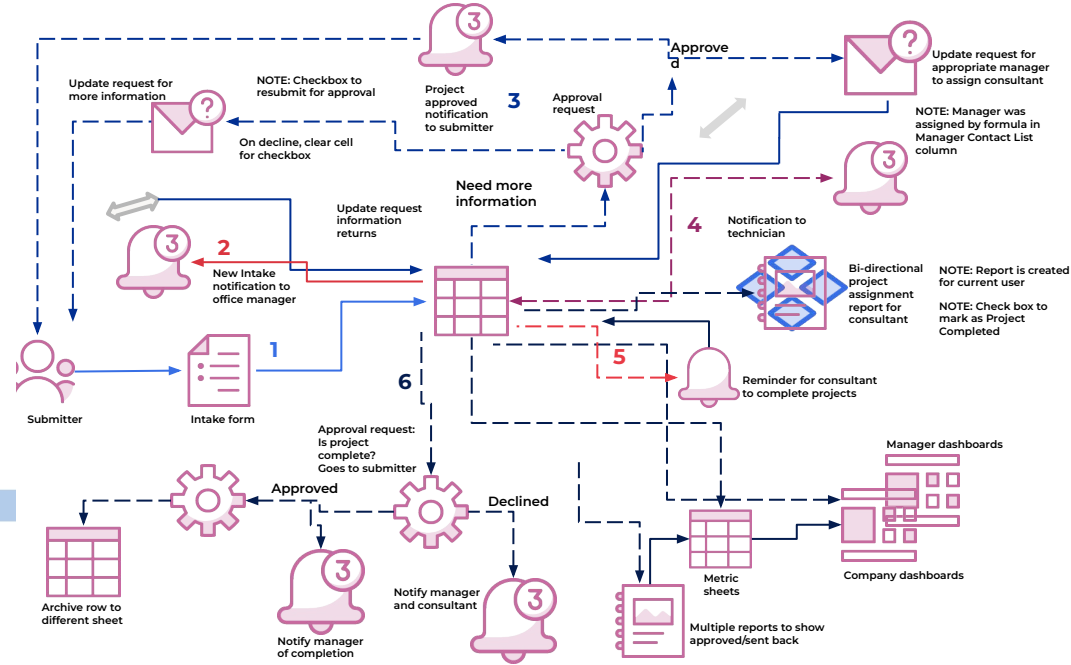 3
Approve
d
?
Update request for
appropriate manager
to assign consultant
Update request for
more information
NOTE: Checkbox to
resubmit for approval
?
Project
approved
notification
to submitter
3
Approval
request
NOTE: Manager was
assigned by formula in
Manager Contact List
column
On decline, clear cell
for checkbox
3
Need more
information
Update request
information
returns
4
Notification to
technician
3
2
New Intake
notification to
office manager
Bi-directional
project
assignment
report for
consultant
NOTE: Report is created
for current user
NOTE: Check box to
mark as Project
Completed
1
5
6
Reminder for consultant
to complete projects
Submitter
Intake form
Approval request:
Is project
complete?
Goes to submitter
Manager dashboards
Approved
Declined
3
3
Archive row to
different sheet
Notify manager
of completion
Notify manager
and consultant
Metric
sheets
Company dashboards
Multiple reports to show
approved/sent back